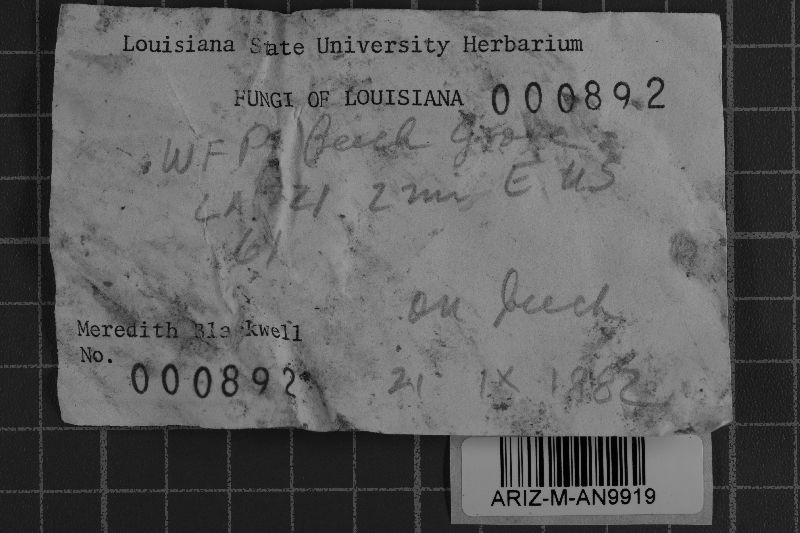 Louisiana State University Herbarium
FUNGI OF LOUISIANA 000892
WFP Beech Grove
LA 421 2 mi E US
61
on beech
Meredith Blackwell
No.
000892 21 IX 1982
ARIZ-M-AN9919